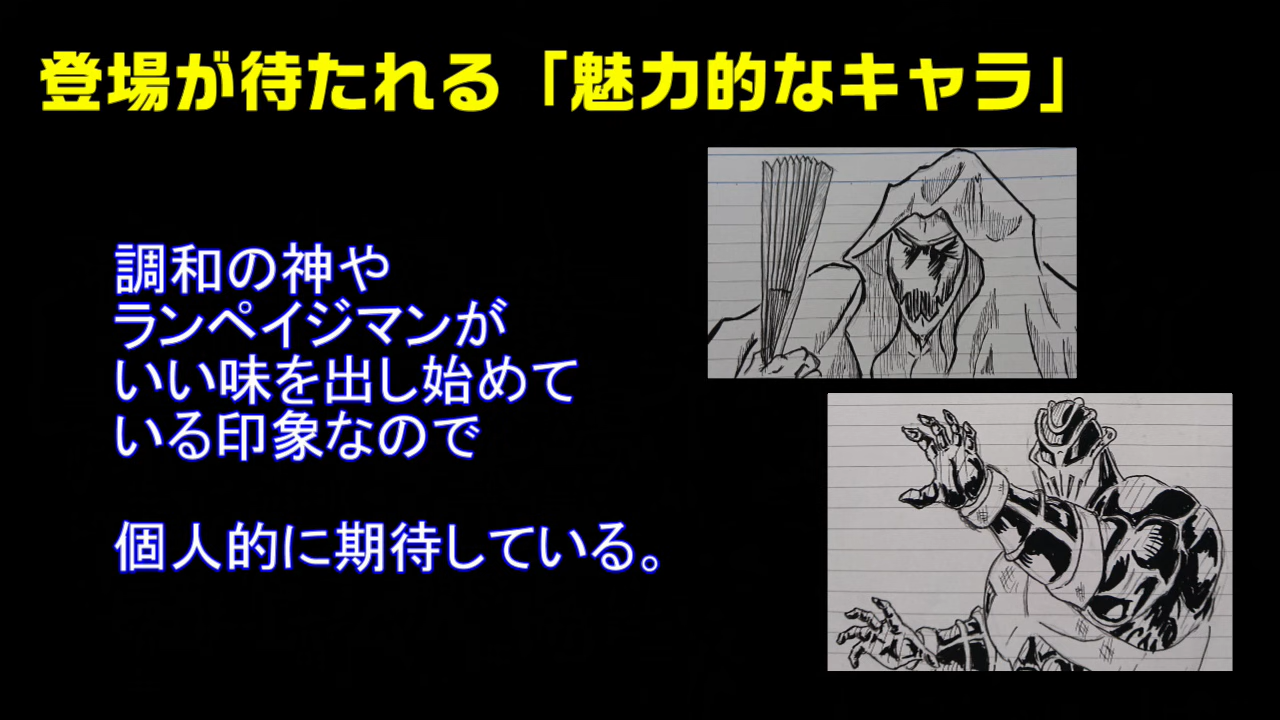 登場が待たれる「魅力的なキャラ」
調和の神や
ランペイジマンが
いい味を出し始めて
いる印象なので
個人的に期待している。